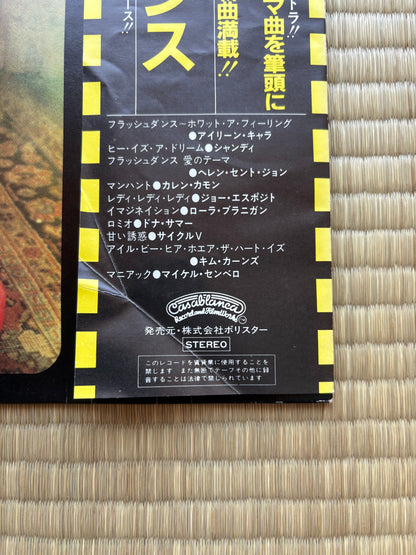 トラ!!
マ曲を筆頭に
曲満載!!
ース!!
ンス
フラッシュダンス〜ホワット・ア・フィーリング
●アイリーン・キャラ
ヒー・イズ・ア・ドリーム●シャンディ
フラッシュダンス 愛のテーマ
●ヘレン・セント・ジョン
マンハント●カレン・カモン
レディ・レディ・レディ●ジョー・エスポジト
イマジネイション●ローラ・ブラニガン
ロミオ●ドナ・サマー
甘い誘惑●サイクルV
アイル・ビー・ヒア・ホエア・ザ・ハート・イズ
●キム・カーンズ
マニアック●マイケル・センベロ
Casablanca
Record and FilmWorks
発売元・株式会社ポリスター
STEREO
このレコードを賃貸業に使用することを
禁じます また無断でテープその他に録
音することは法律で禁じられています